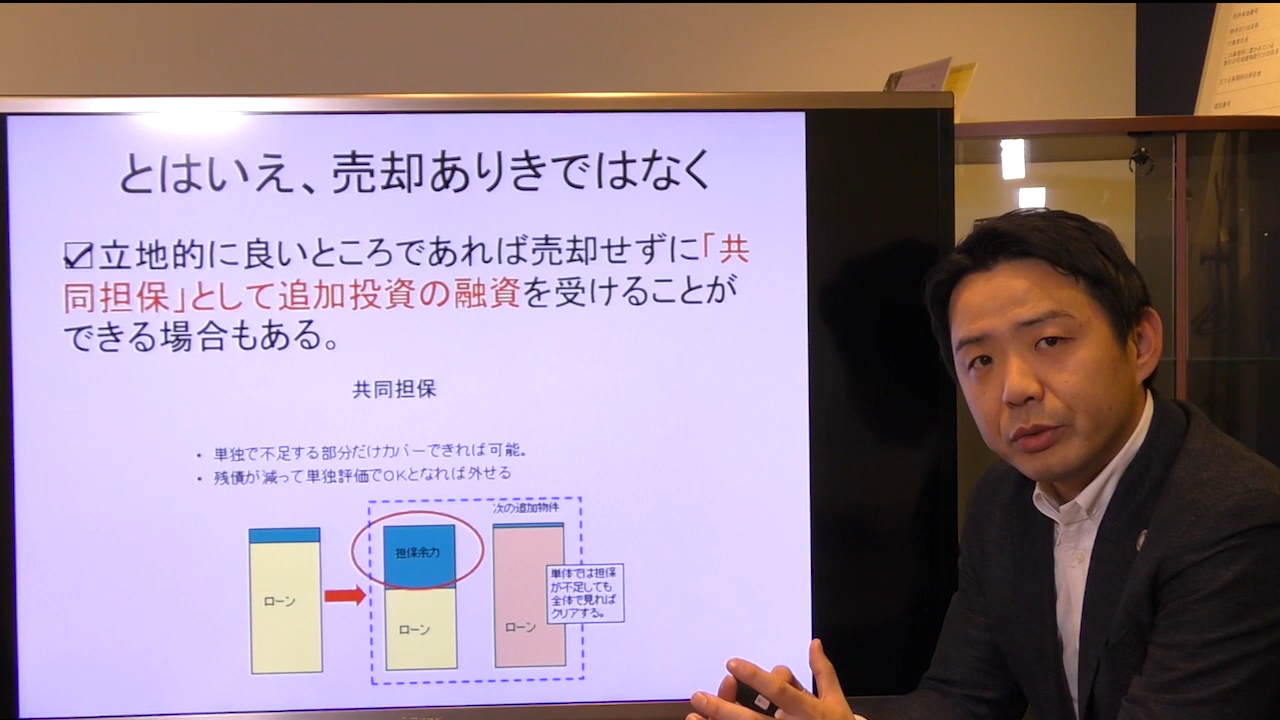 とはいえ、売却ありきではなく
☑立地的に良いところであれば売却せずに「共
同担保」として追加投資の融資を受けることが
できる場合もある。
共同担保
・ 単独で不足する部分だけカバーできれば可能。
・ 残債が減って単独評価でOKとなれば外せる
次の追加物件
担保余力
単体では担保
が不足しても
全体で見れば
クリアする。
ローン
ローン
ローン